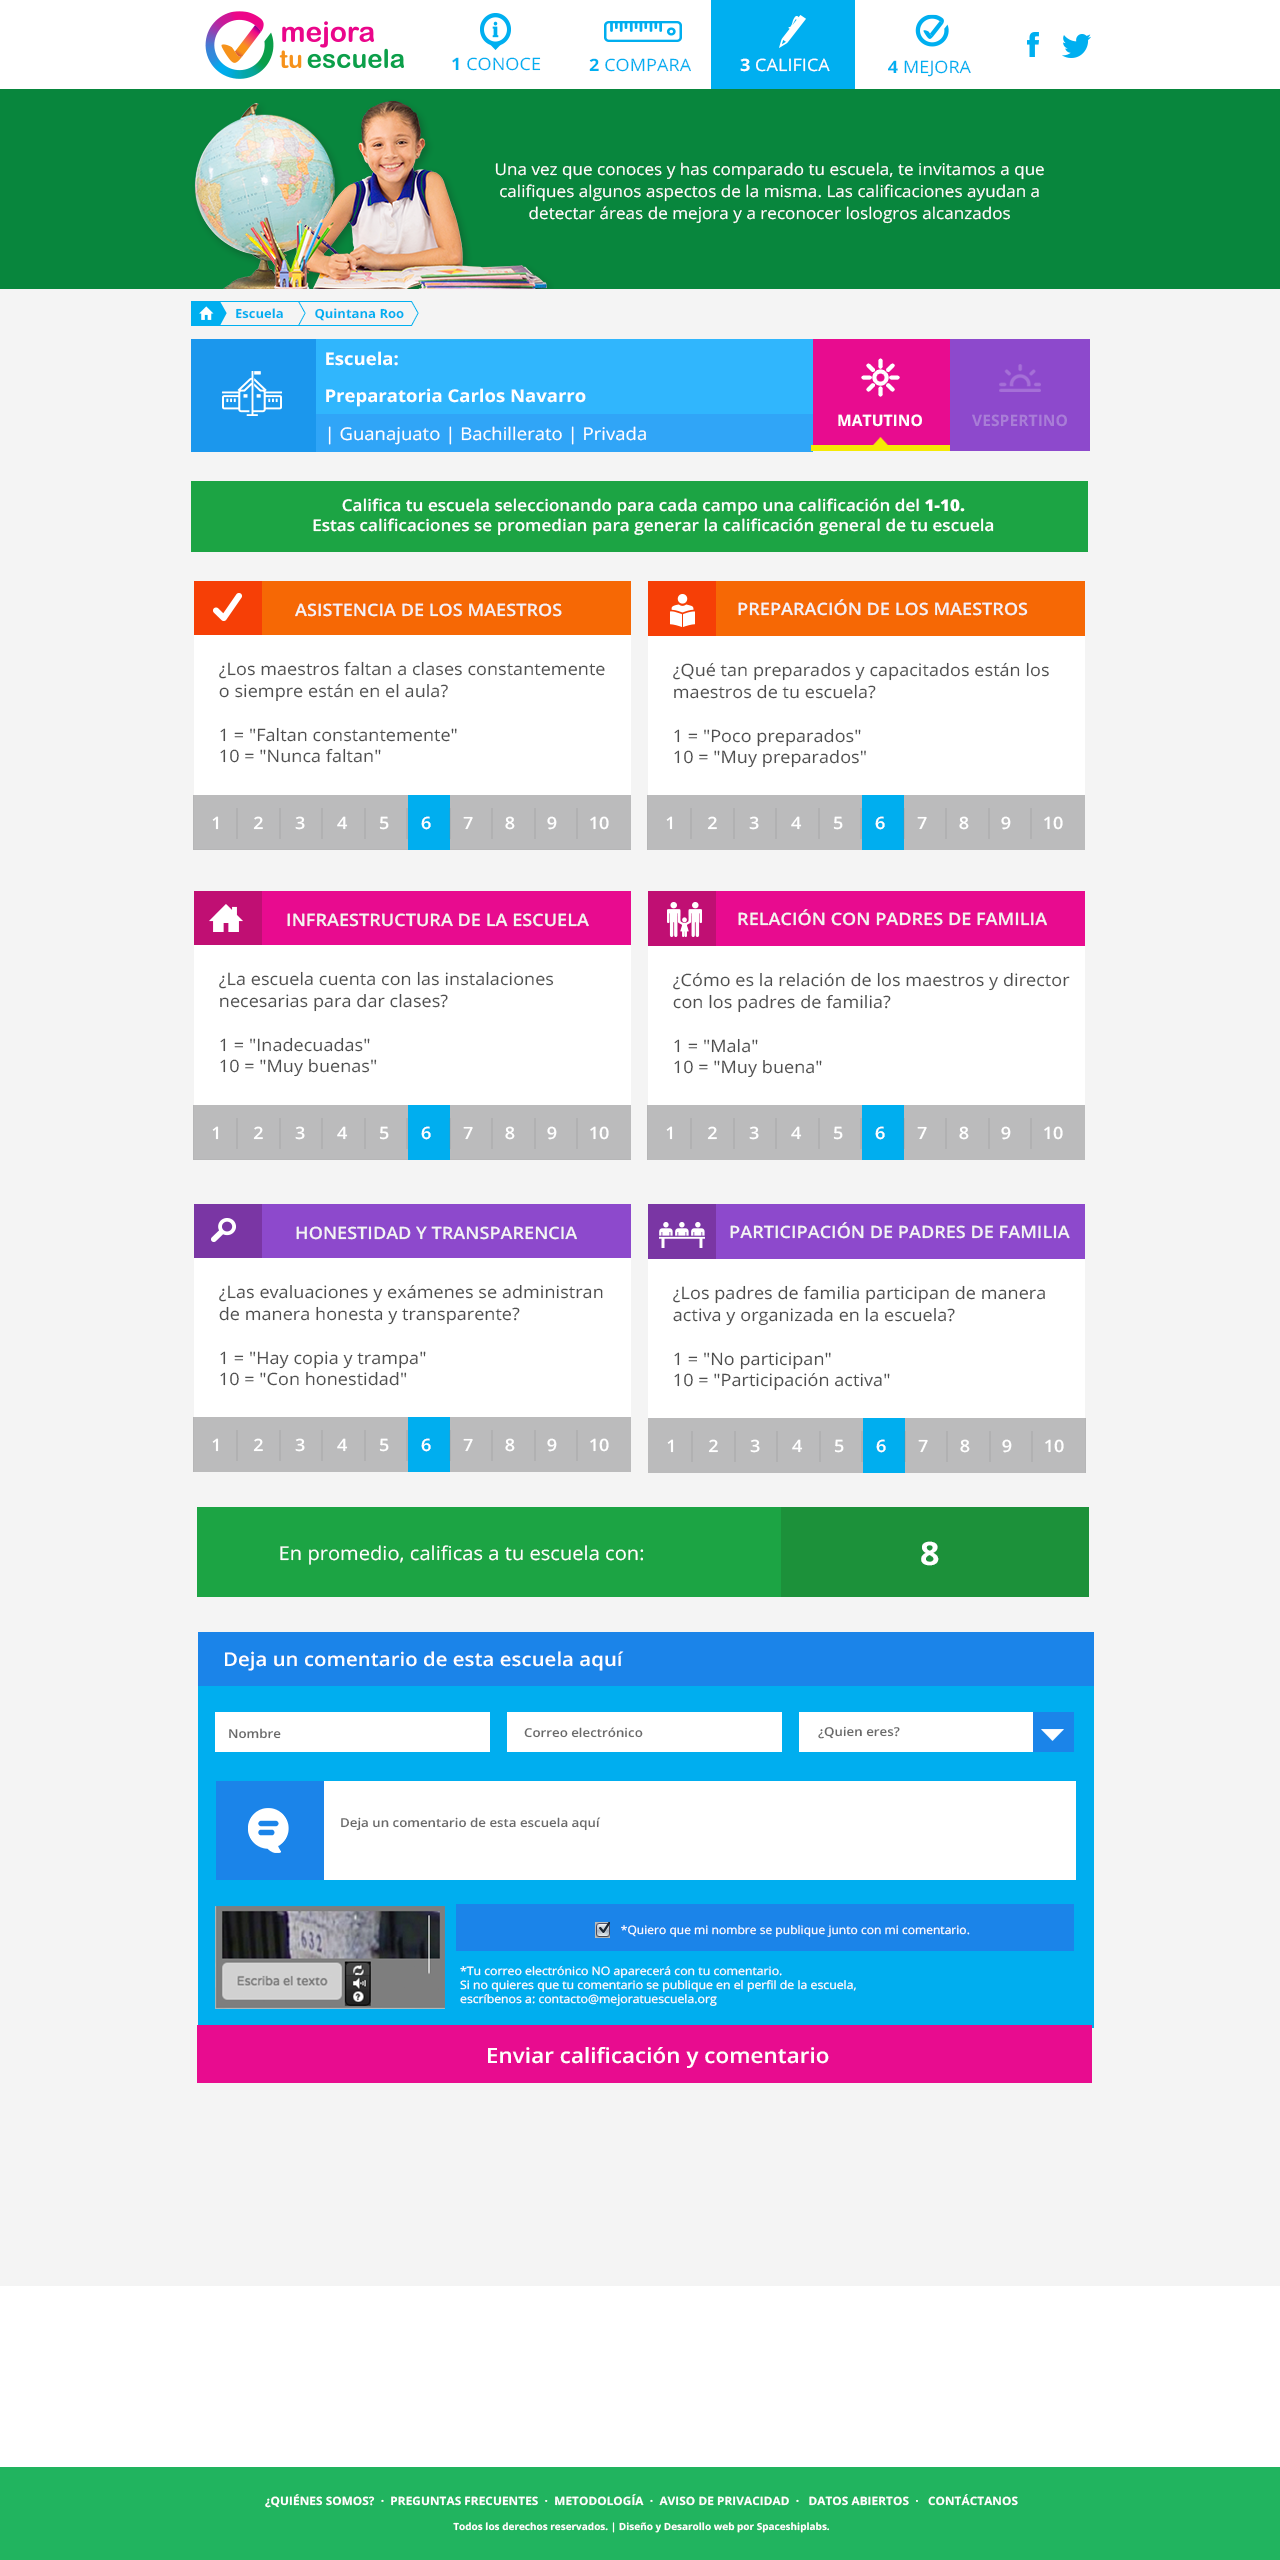 mejora
tu escuela
1 CONOCE
2 COMPARA
3 CALIFICA
4 MEJORA
f
Una vez que conoces y has comparado tu escuela, te invitamos a que
califiques algunos aspectos de la misma. Las calificaciones ayudan a
detectar áreas de mejora y a reconocer loslogros alcanzados
Escuela
Quintana Roo
Escuela:
Preparatoria Carlos Navarro
| Guanajuato | Bachillerato | Privada
MATUTINO
VESPERTINO
Califica tu escuela seleccionando para cada campo una calificación del 1-10.
Estas calificaciones se promedian para generar la calificación general de tu escuela
ASISTENCIA DE LOS MAESTROS
¿Los maestros faltan a clases constantemente
o siempre están en el aula?
1 = "Faltan constantemente"
10 = "Nunca faltan"
1 2 3 4 5 6 7 8 9 10
PREPARACIÓN DE LOS MAESTROS
¿Qué tan preparados y capacitados están los
maestros de tu escuela?
1 = "Poco preparados"
10 = "Muy preparados"
1 2 3 4 5 6 7 8 9 10
INFRAESTRUCTURA DE LA ESCUELA
¿La escuela cuenta con las instalaciones
necesarias para dar clases?
1 = "Inadecuadas"
10 = "Muy buenas"
1 2 3 4 5 6 7 8 9 10
RELACIÓN CON PADRES DE FAMILIA
¿Cómo es la relación de los maestros y director
con los padres de familia?
1 = "Mala"
10 = "Muy buena"
1 2 3 4 5 6 7 8 9 10
HONESTIDAD Y TRANSPARENCIA
¿Las evaluaciones y exámenes se administran
de manera honesta y transparente?
1 = "Hay copia y trampa"
10 = "Con honestidad"
1 2 3 4 5 6 7 8 9 10
PARTICIPACIÓN DE PADRES DE FAMILIA
¿Los padres de familia participan de manera
activa y organizada en la escuela?
1 = "No participan"
10 = "Participación activa"
1 2 3 4 5 6 7 8 9 10
En promedio, calificas a tu escuela con:
8
Deja un comentario de esta escuela aquí
Nombre
Correo electrónico
¿Quien eres?
Deja un comentario de esta escuela aquí
632
Escriba el texto
*Quiero que mi nombre se publique junto con mi comentario.
*Tu correo electrónico NO aparecerá con tu comentario.
Si no quieres que tu comentario se publique en el perfil de la escuela,
escríbenos a: contacto@mejoratuescuela.org
Enviar calificación y comentario
¿QUIÉNES SOMOS? · PREGUNTAS FRECUENTES · METODOLOGÍA · AVISO DE PRIVACIDAD · DATOS ABIERTOS · CONTÁCTANOS
Todos los derechos reservados. | Diseño y Desarollo web por Spaceshiplabs.